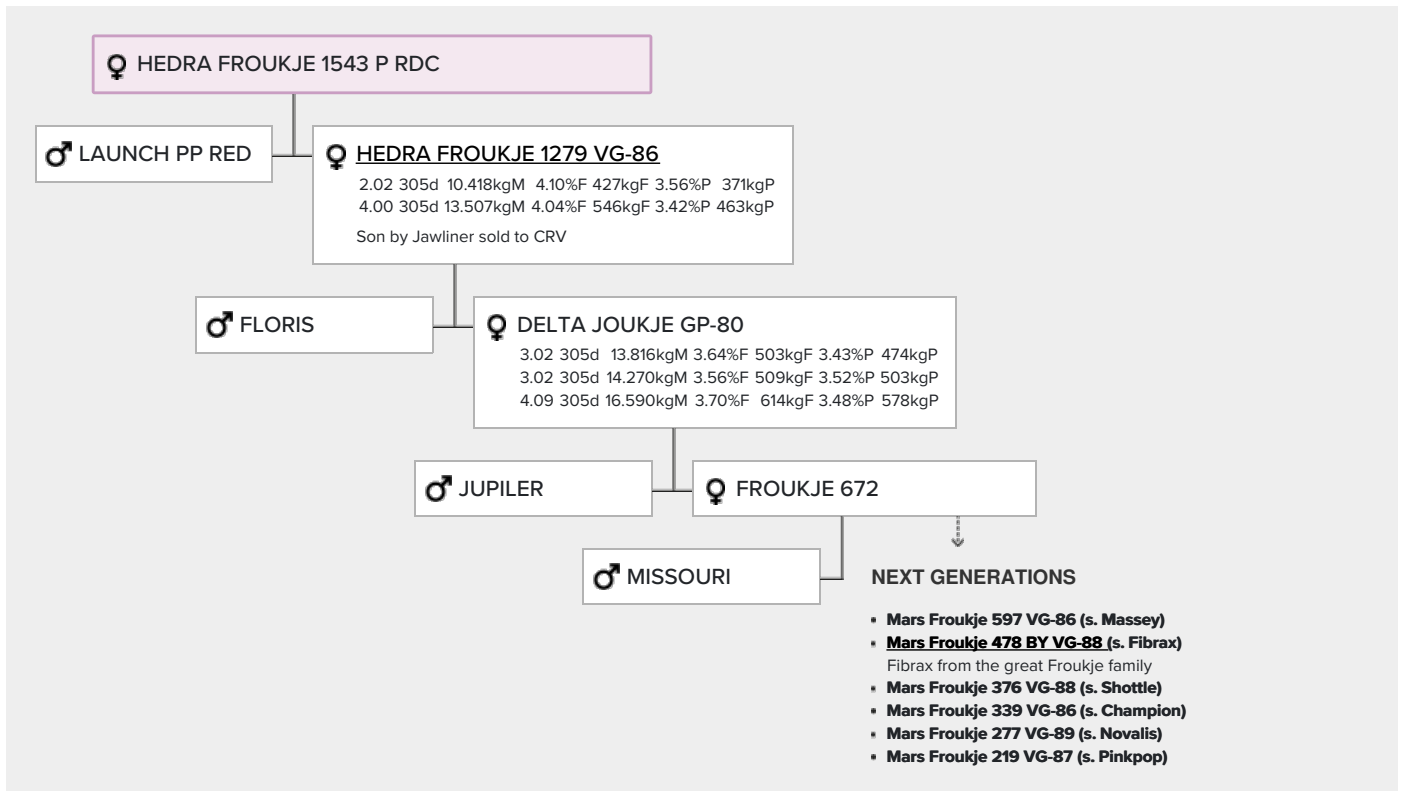 HEDRA FROUKJE 1543 P RDC
LAUNCH PP RED
HEDRA FROUKJE 1279 VG-86
2.02 305d 10.418kgM 4.10%F 427kgF 3.56%P 371kgP
4.00 305d 13.507kgM 4.04%F 546kgF 3.42%P 463kgP
Son by Jawliner sold to CRV
FLORIS
DELTA JOUKJE GP-80
3.02 305d 13.816kgM 3.64%F 503kgF 3.43%P 474kgP
3.02 305d 14.270kgM 3.56%F 509kgF 3.52%P 503kgP
4.09 305d 16.590kgM 3.70%F 614kgF 3.48%P 578kgP
JUPILER
FROUKJE 672
MISSOURI
NEXT GENERATIONS
• Mars Froukje 597 VG-86 (s. Massey)
• Mars Froukje 478 BY VG-88 (s. Fibrax)
Fibrax from the great Froukje family
• Mars Froukje 376 VG-88 (s. Shottle)
• Mars Froukje 339 VG-86 (s. Champion)
• Mars Froukje 277 VG-89 (s. Novalis)
• Mars Froukje 219 VG-87 (s. Pinkpop)